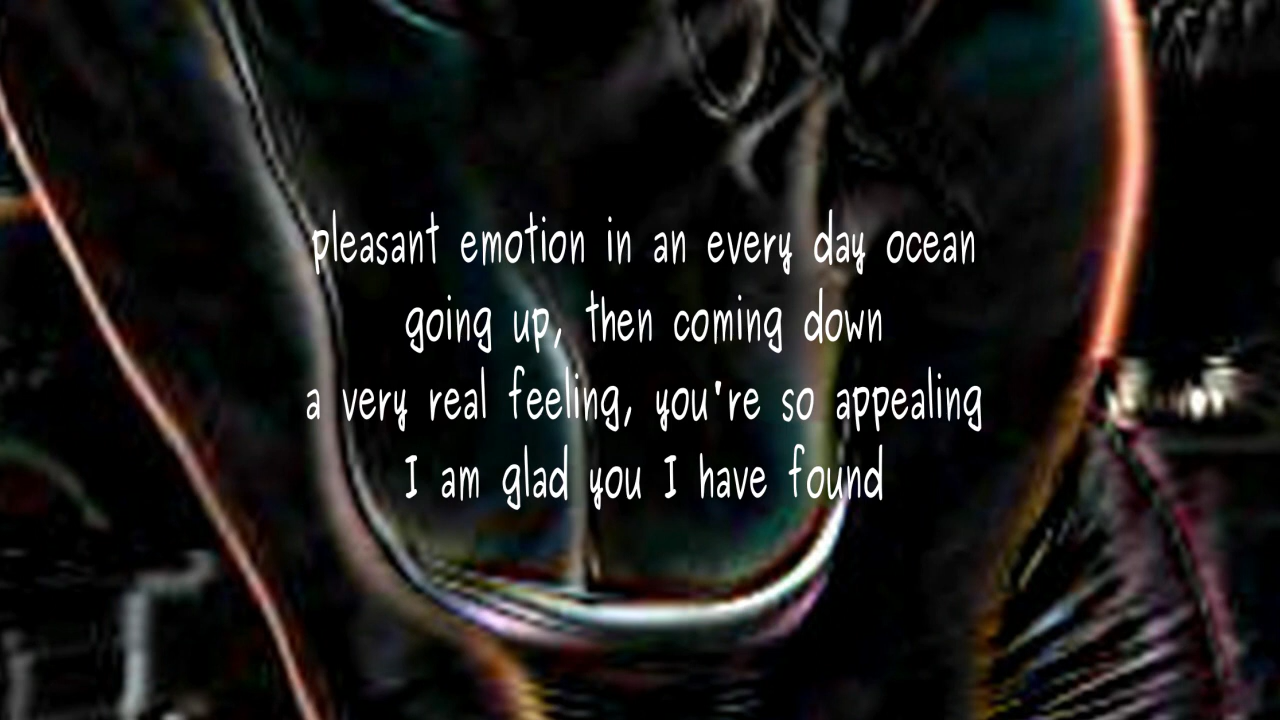 pleasant emotion in an every day ocean
going up, then coming down
a very real feeling, you're so appealing
I am glad you I have found